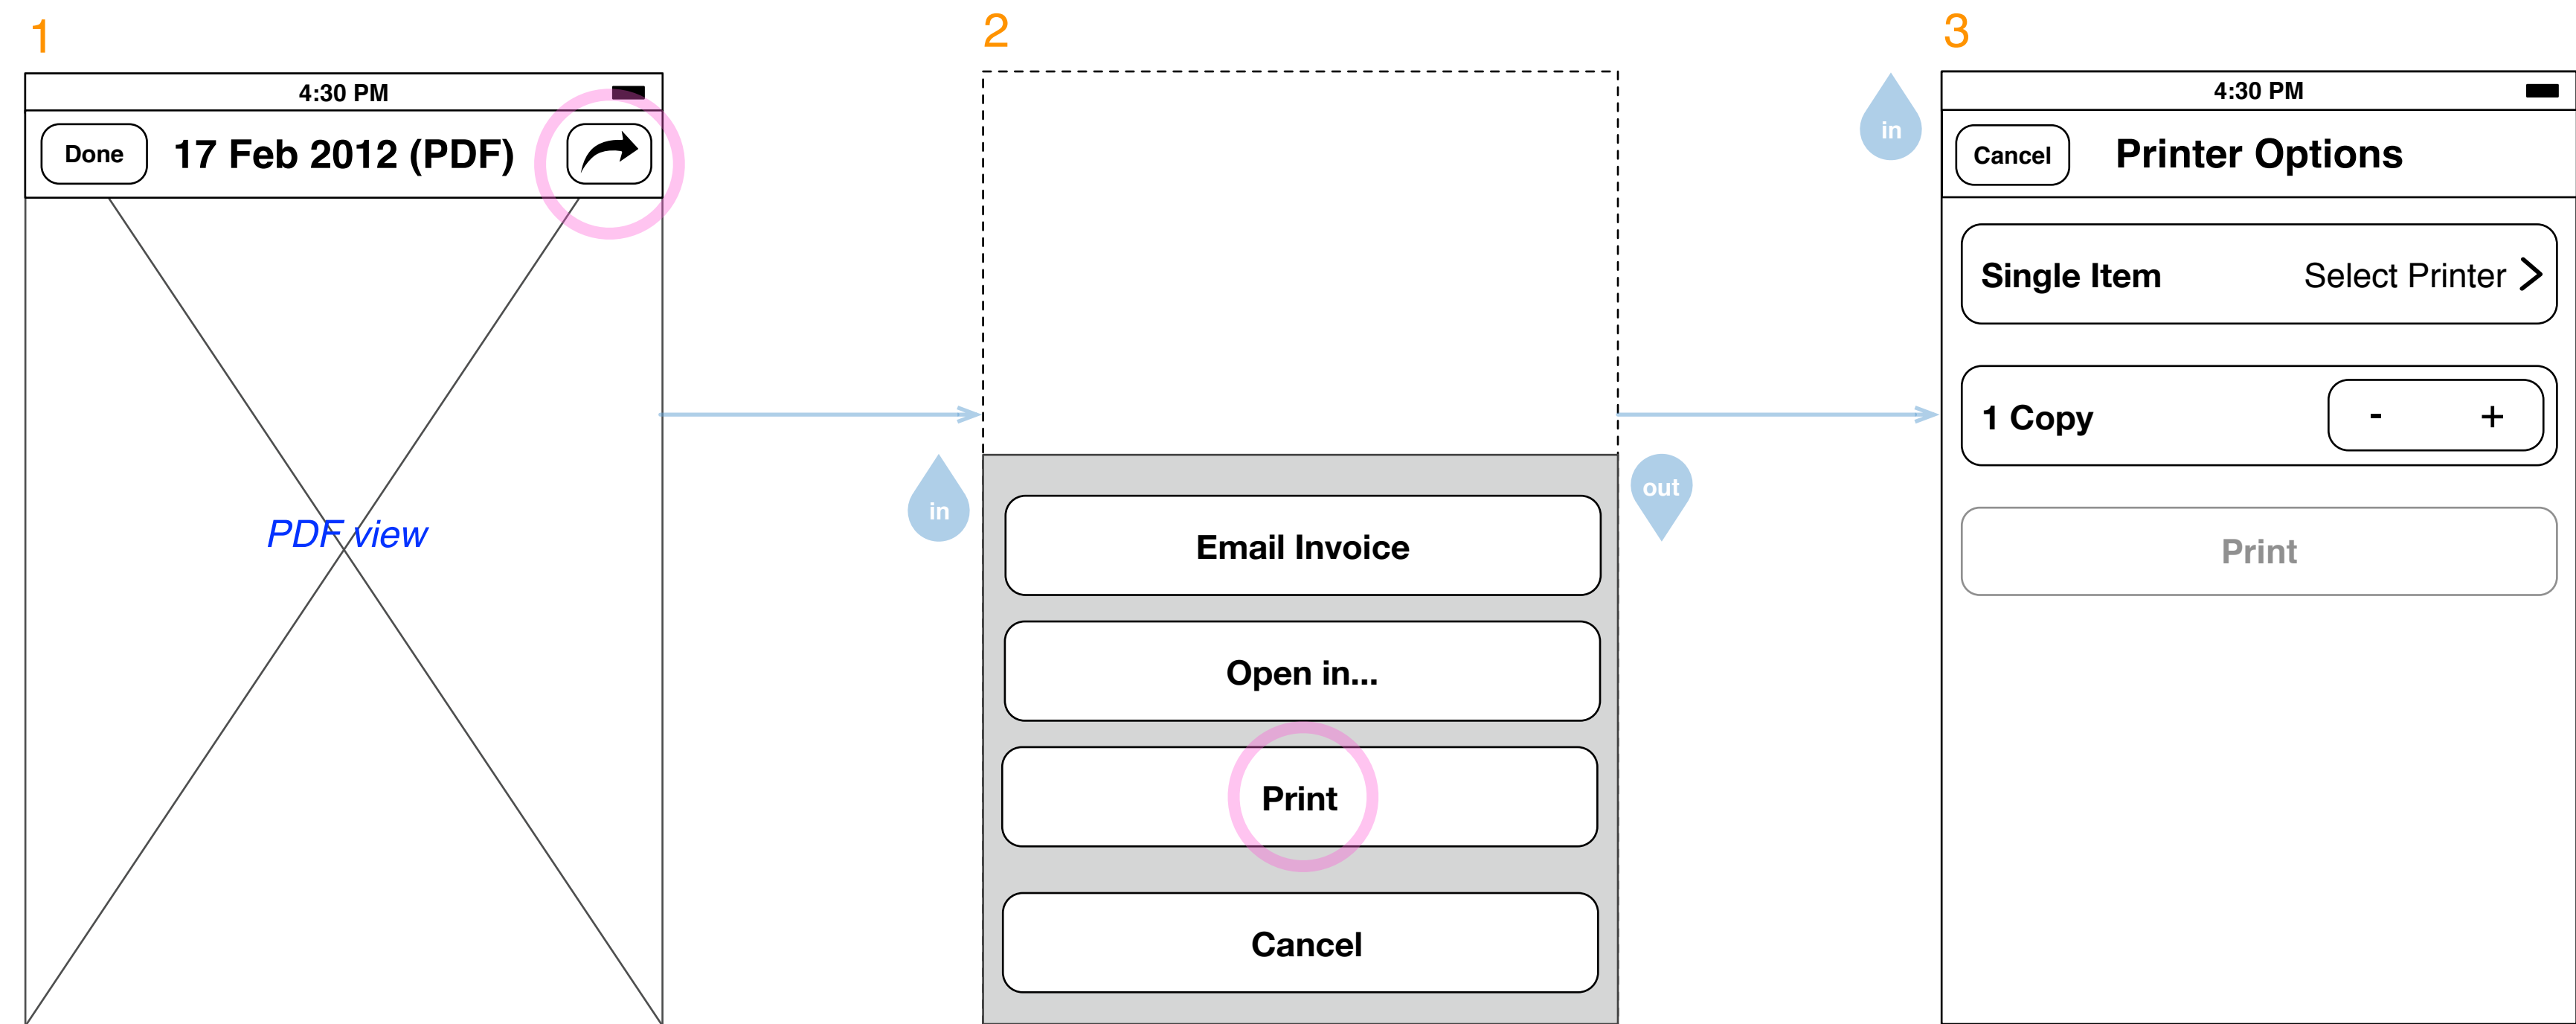 1
4:30 PM
Done
17 Feb 2012 (PDF)
PDF view
2
in
Email Invoice
Open in...
Print
Cancel
out
3
in
4:30 PM
Cancel
Printer Options
Single Item
Select Printer
1 Copy
- +
Print